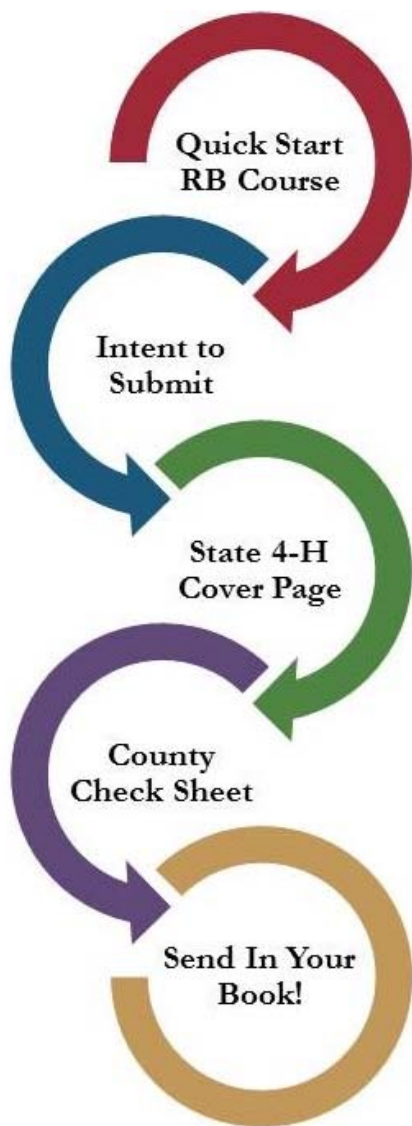 Quick Start
RB Course
Intent to
Submit
State 4-H
Cover Page
County
Check Sheet
Send In Your
Book!